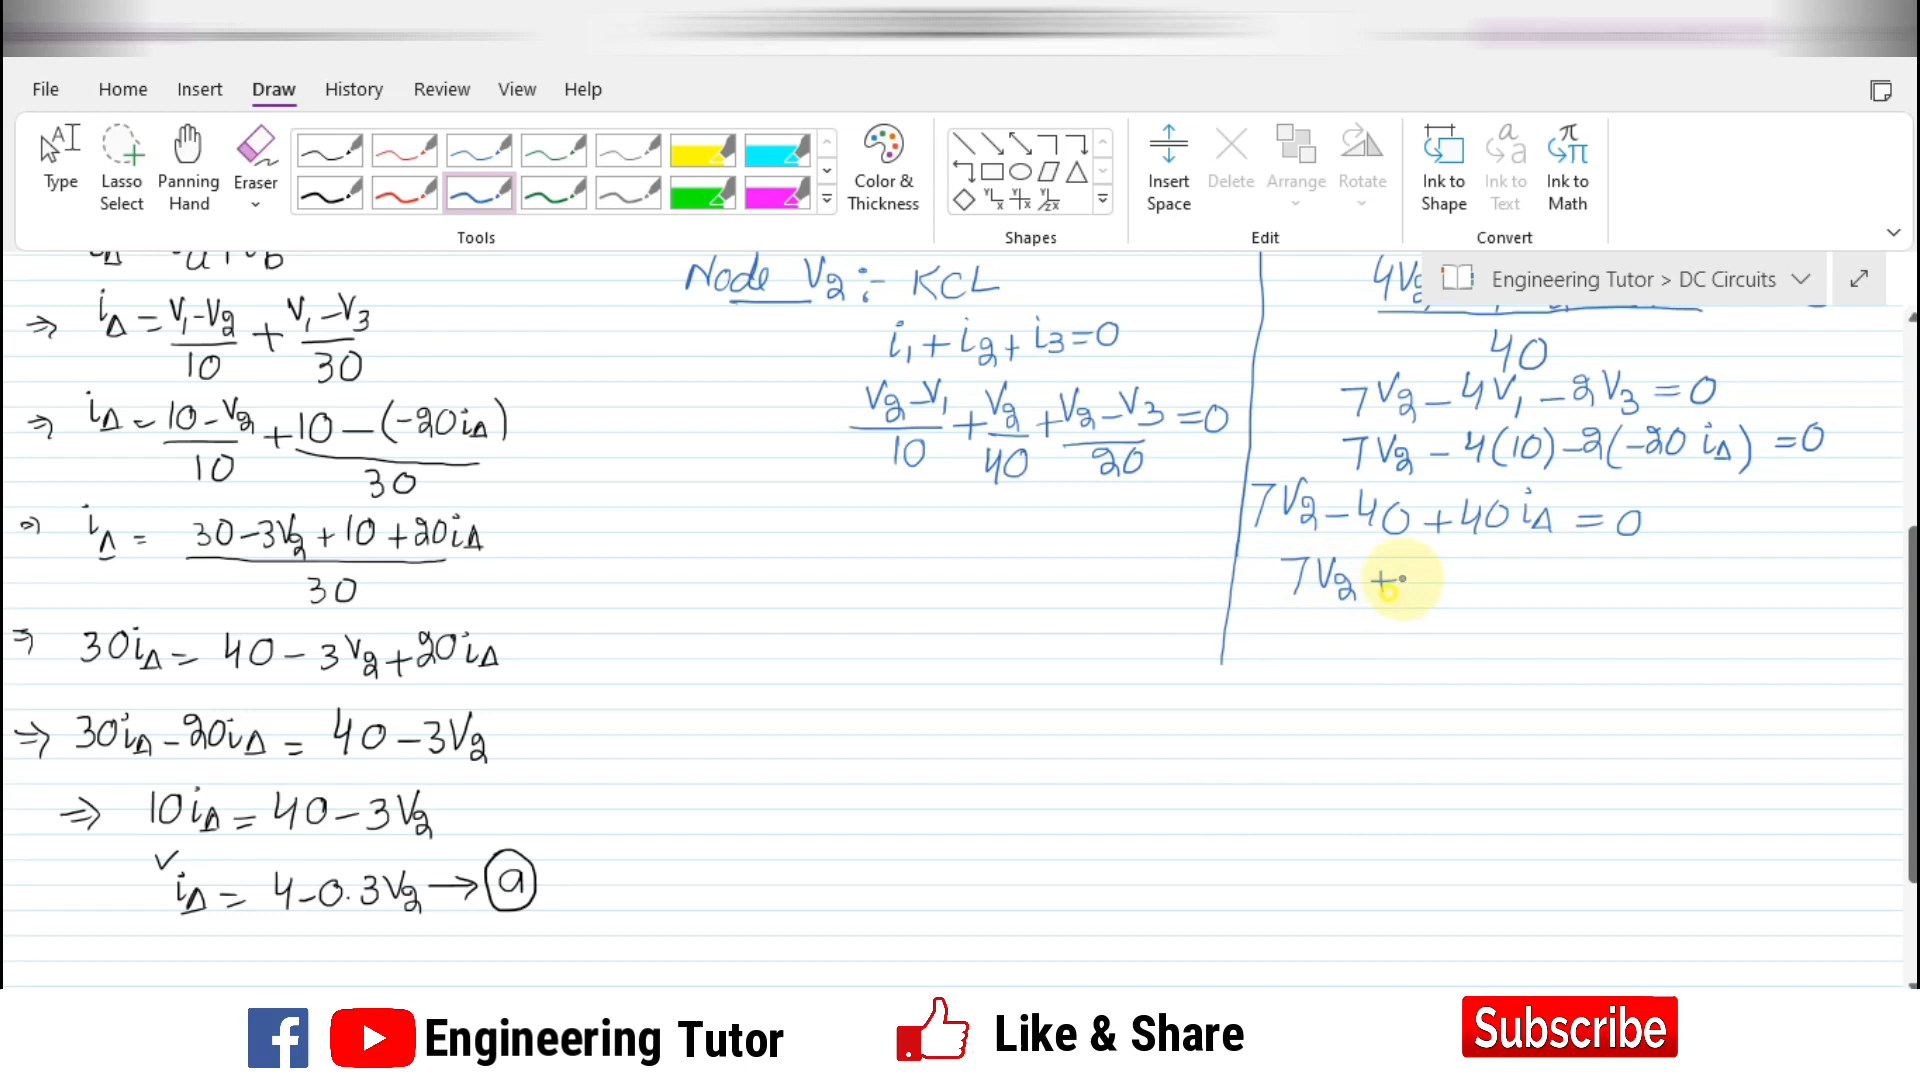 File Home Insert Draw History Review View Help
Type
Lasso Select
Panning Hand
Eraser
Color & Thickness
Insert Space
Delete
Arrange
Rotate
Ink to Shape
Ink to Text
Ink to Math
Tools
Shapes
Edit
Convert
Engineering Tutor > DC Circuits
⇒ iΔ = V₁-V₂/10 + V₁-V₃/30
⇒ iΔ = 10-V₂/10 + 10-(-20iΔ)/30
⇒ iΔ = 30-3V₂+10+20iΔ/30
⇒ 30iΔ = 40-3V₂+20iΔ
⇒ 30iΔ-20iΔ = 40-3V₂
⇒ 10iΔ = 40-3V₂
✓ iΔ = 4-0.3V₂ → ⓐ
Node V₂ :- KCL
i₁+i₂+i₃=0
V₂-V₁/10 + V₂/40 + V₂-V₃/20 = 0
40
7V₂-4V₁-2V₃=0
7V₂-4(10)-2(-20iΔ)=0
7V₂-40+40iΔ=0
7V₂+
Engineering Tutor
Like & Share
Subscribe